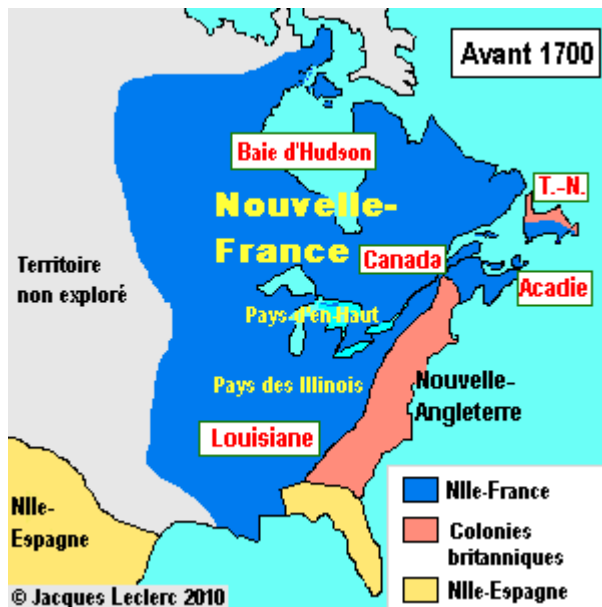 Avant 1700
Baie d'Hudson
T.-N.
Nouvelle-
France
Canada
Territoire
non exploré
Acadie
Pays d'en-Haut
Pays des Illinois
Nouvelle-
Angleterre
Louisiane
Nlle-
Espagne
Nlle-France
Colonies
britanniques
Nlle-Espagne
© Jacques Leclerc 2010